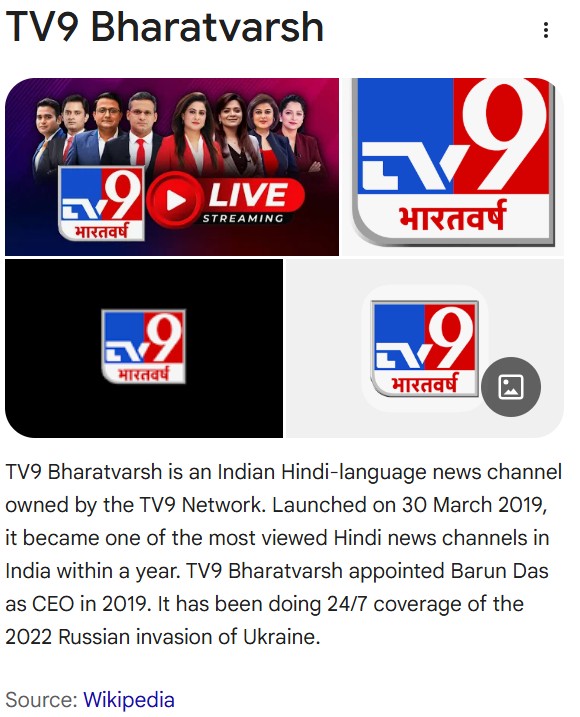 TV9 Bharatvarsh
TV9
भारतवर्ष
LIVE
STREAMING
TV9
भारतवर्ष
TV9
भारतवर्ष
TV9
भारतवर्ष
TV9 Bharatvarsh is an Indian Hindi-language news channel
owned by the TV9 Network. Launched on 30 March 2019,
it became one of the most viewed Hindi news channels in
India within a year. TV9 Bharatvarsh appointed Barun Das
as CEO in 2019. It has been doing 24/7 coverage of the
2022 Russian invasion of Ukraine.
Source: Wikipedia